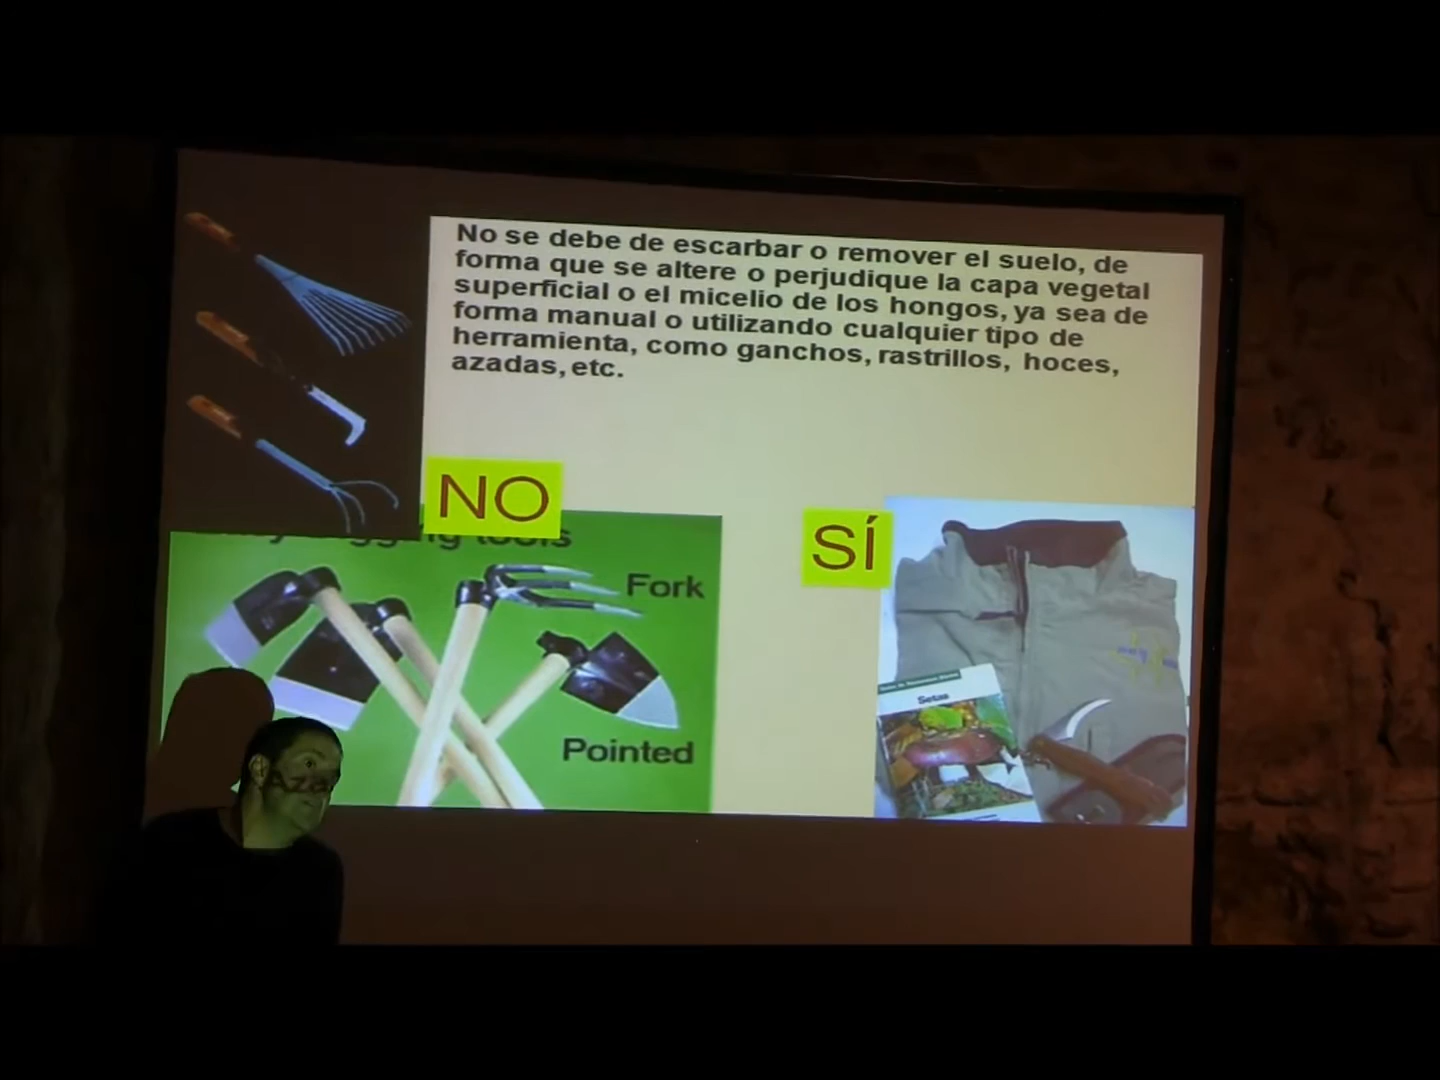 No se debe de escarbar o remover el suelo, de
forma que se altere o perjudique la capa vegetal
superficial o el micelio de los hongos, ya sea de
forma manual o utilizando cualquier tipo de
herramienta, como ganchos, rastrillos, hoces,
azadas, etc.
NO
SÍ
tools
Fork
Pointed
Setas